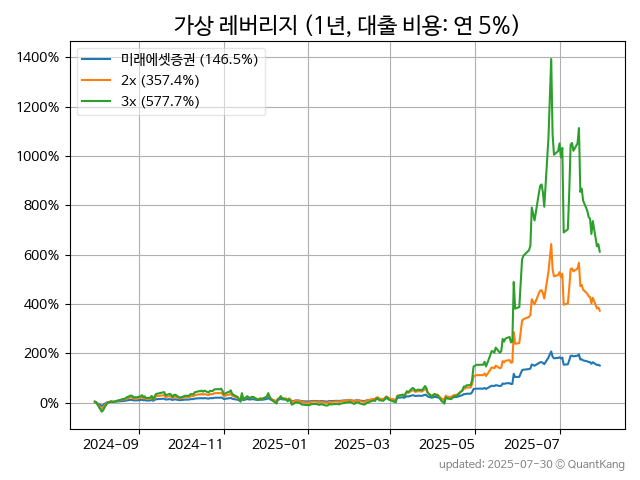 가상 레버리지 (1년, 대출 비용: 연 5%)
미래에셋증권 (146.5%)
2x (357.4%)
3x (577.7%)
1400%
1200%
1000%
800%
600%
400%
200%
0%
2024-09
2024-11
2025-01
2025-03
2025-05
2025-07
updated: 2025-07-30 © QuantKang